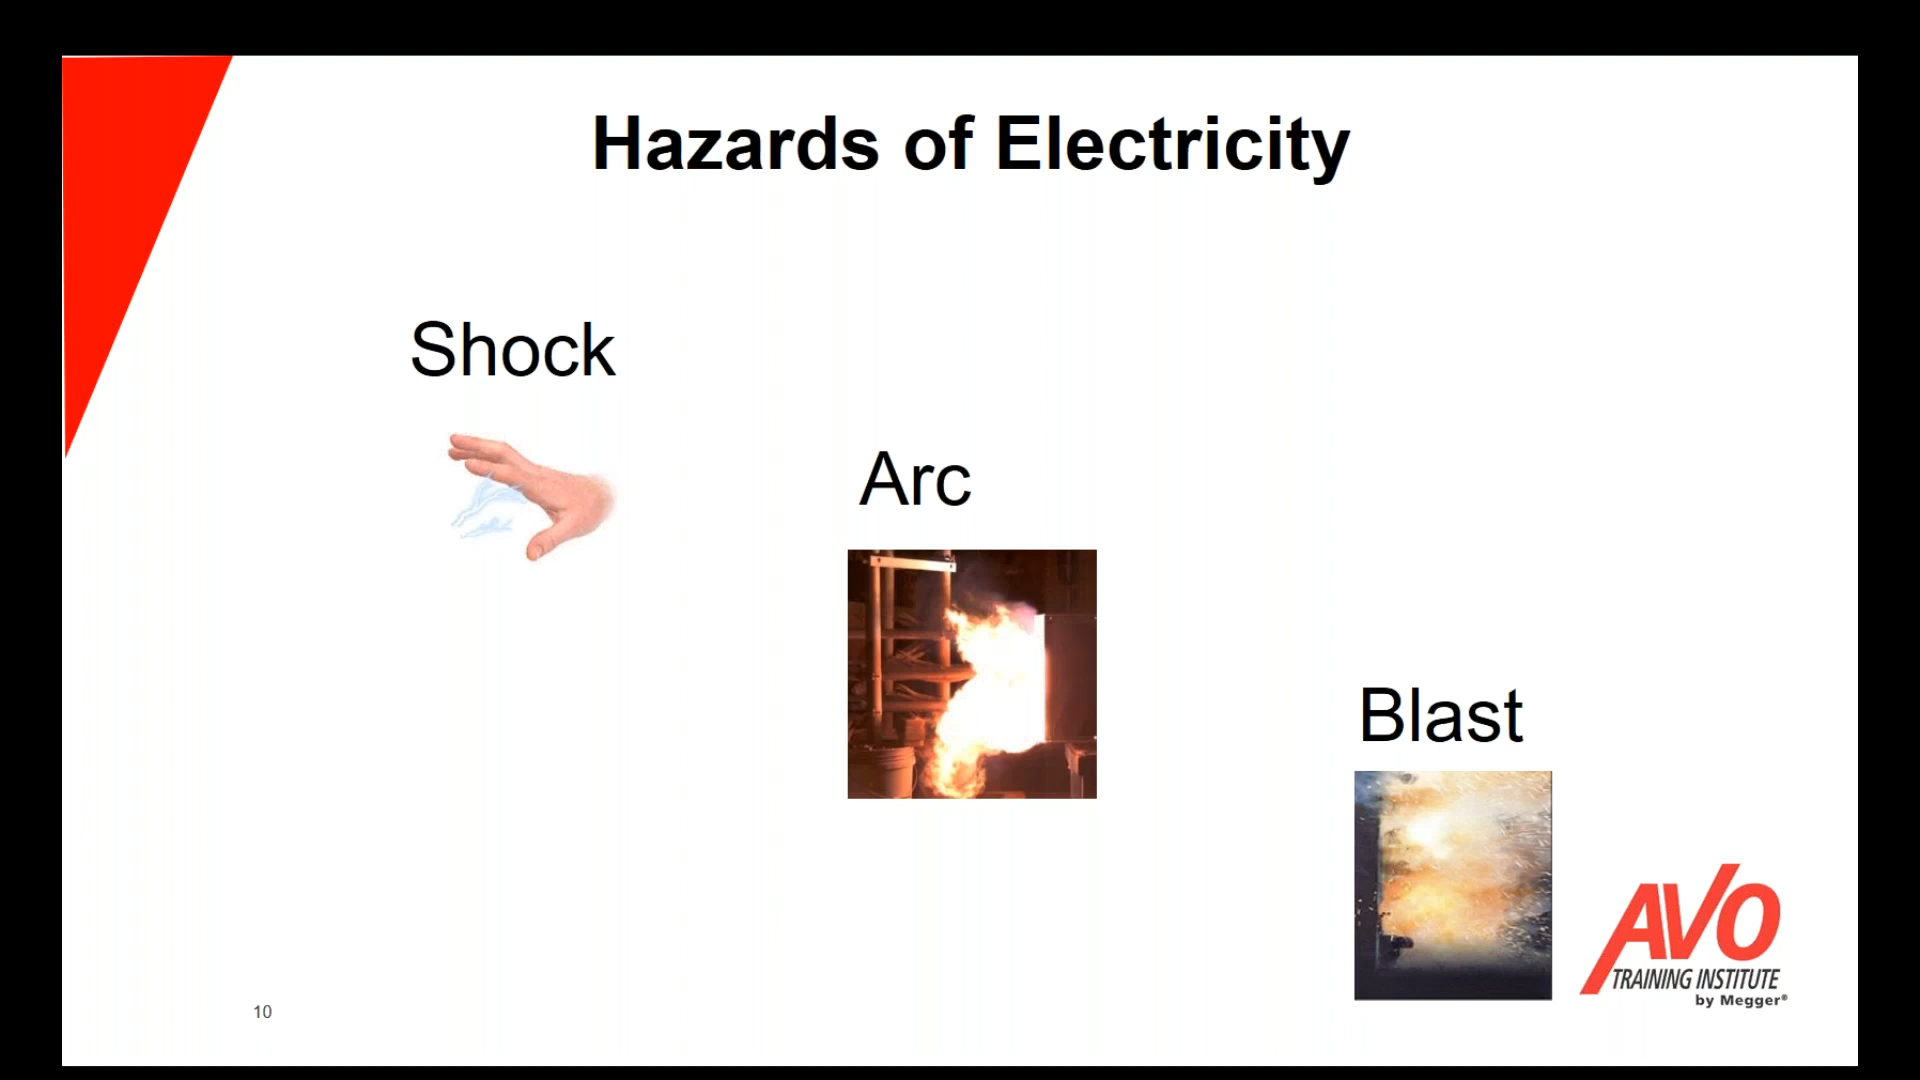 Hazards of Electricity
Shock
Arc
Blast
AVO
TRAINING INSTITUTE
by Megger®
10